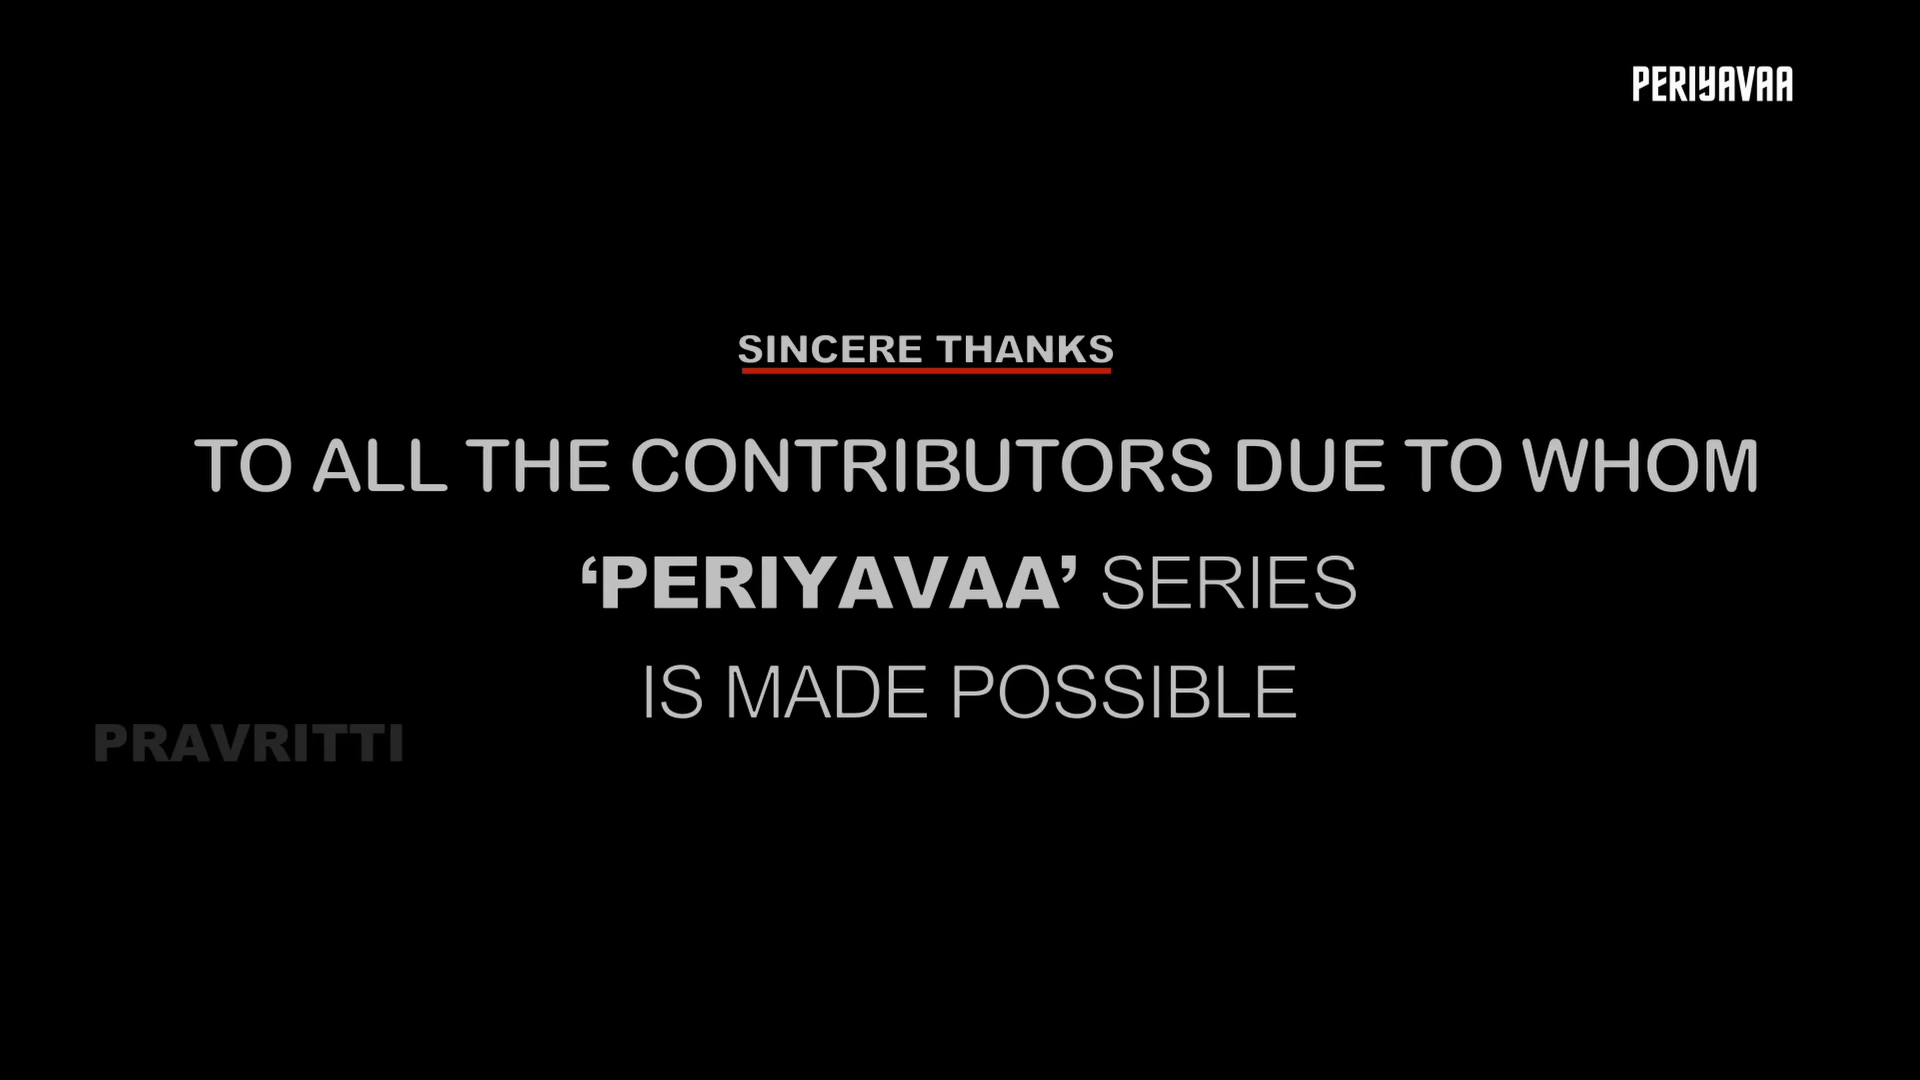 PERIYAVAA
SINCERE THANKS
TO ALL THE CONTRIBUTORS DUE TO WHOM
‘PERIYAVAA’ SERIES
IS MADE POSSIBLE
PRAVRITTI